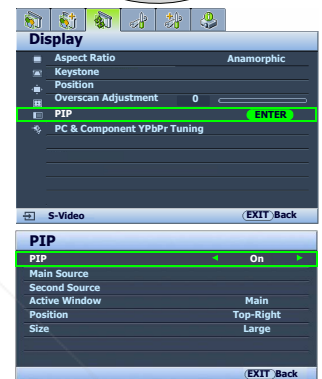 Display
Aspect Ratio Anamorphic
Keystone
Position
Overscan Adjustment 0
PIP ENTER
PC & Component YPbPr Tuning
S-Video EXIT Back
PIP
PIP On
Main Source
Second Source
Active Window Main
Position Top-Right
Size Large
EXIT Back